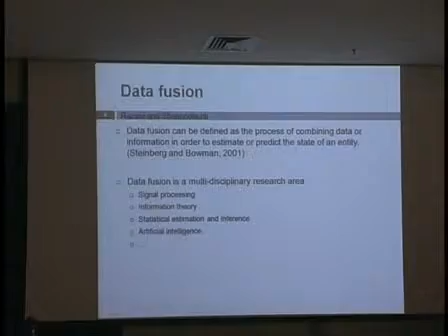 Data fusion
Data fusion can be defined as the process of combining data or
information in order to estimate or predict the state of an entity.
(Steinberg and Bowman, 2001)
Data fusion is a multi-disciplinary research area
Signal processing
Information theory
Statistical estimation and inference
Artificial intelligence
...